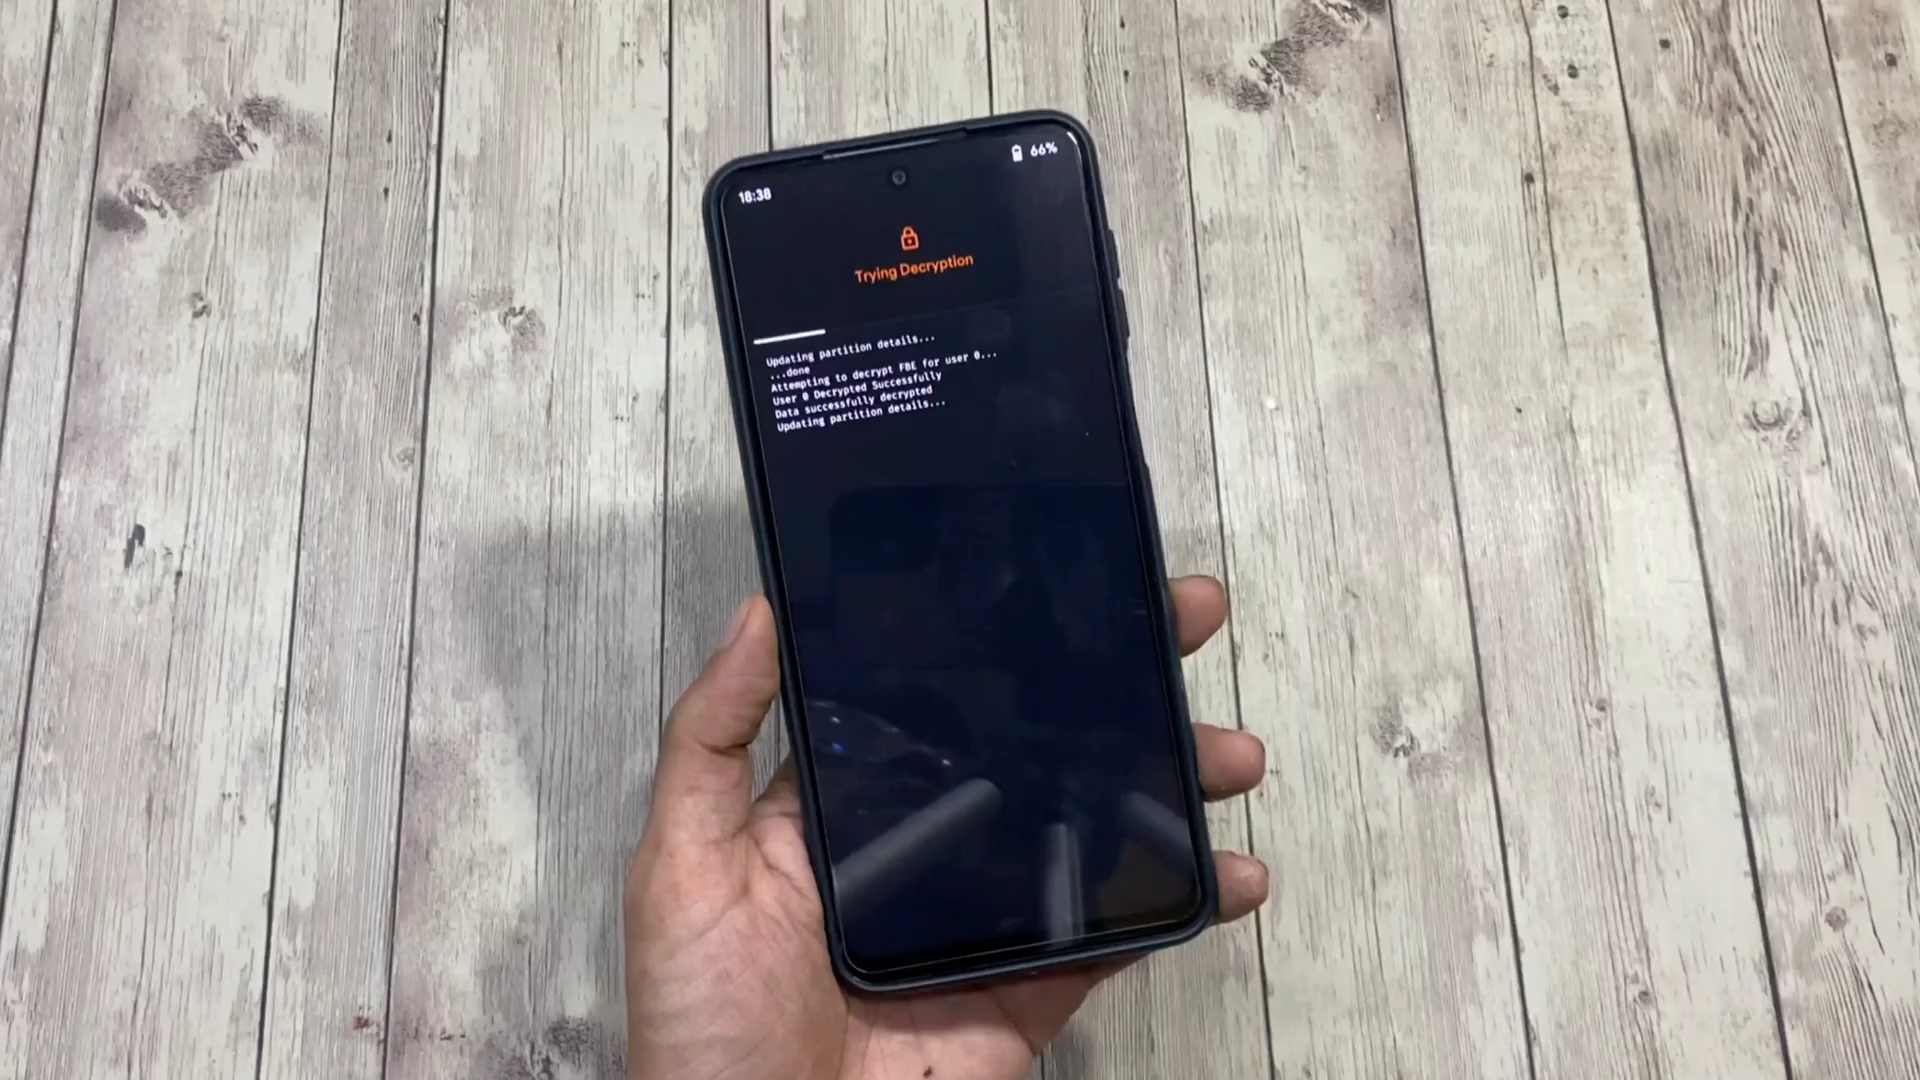 18:38
66%
Trying Decryption
Updating partition details...
...done
Attempting to decrypt FBE for user 0...
User 0 Decrypted Successfully
Data successfully decrypted
Updating partition details...